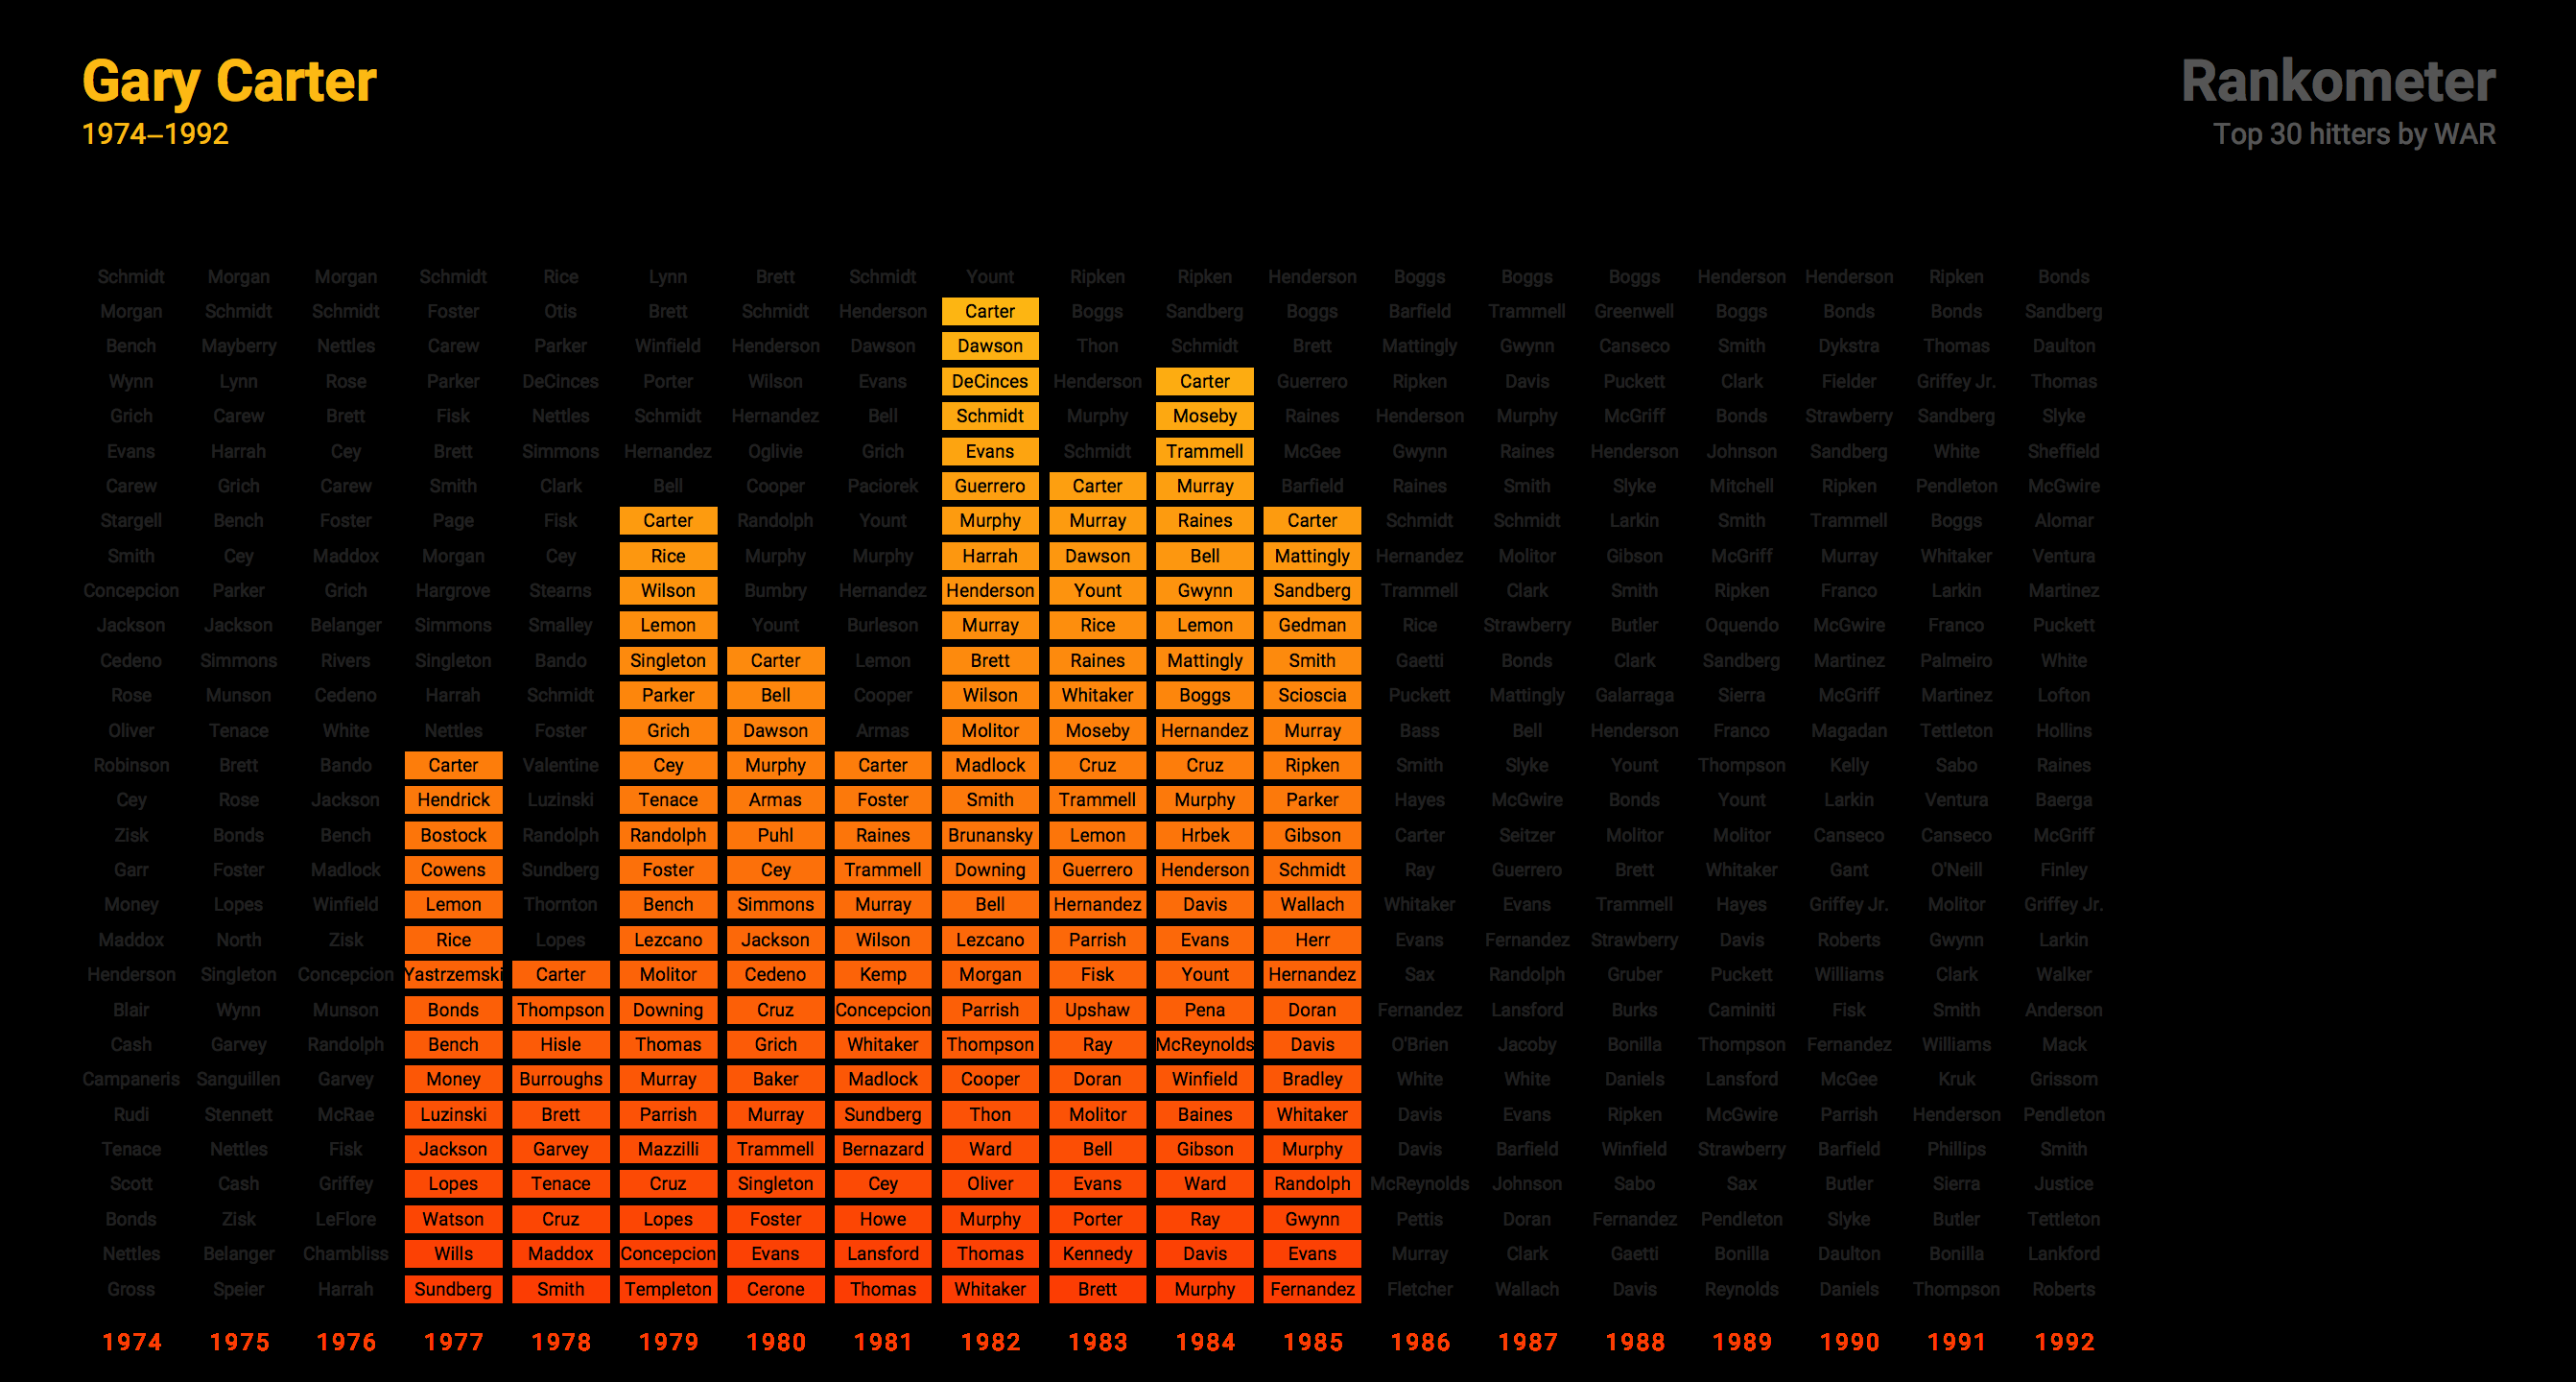 Gary Carter
1974–1992
Rankometer
Top 30 hitters by WAR
Schmidt Morgan Morgan Schmidt Rice Lynn Brett Schmidt Yount Ripken Ripken Henderson Boggs Boggs Boggs Henderson Henderson Ripken Bonds
Morgan Schmidt Schmidt Foster Otis Brett Schmidt Henderson Carter Boggs Sandberg Boggs Barfield Trammell Greenwell Boggs Bonds Bonds Sandberg
Bench Mayberry Nettles Carew Parker Winfield Henderson Dawson Dawson Thon Schmidt Brett Mattingly Gwynn Canseco Smith Dykstra Thomas Daulton
Wynn Lynn Rose Parker DeCinces Porter Wilson Evans DeCinces Henderson Carter Guerrero Ripken Davis Puckett Clark Fielder Griffey Jr. Thomas
Grich Carew Brett Fisk Nettles Schmidt Hernandez Bell Schmidt Murphy Moseby Raines Henderson Murphy McGriff Bonds Strawberry Sandberg Slyke
Evans Harrah Cey Brett Simmons Hernandez Oglivie Grich Evans Schmidt Trammell McGee Gwynn Raines Henderson Johnson Sandberg White Sheffield
Carew Grich Carew Smith Clark Bell Cooper Paciorek Guerrero Carter Murray Barfield Raines Smith Slyke Mitchell Ripken Pendleton McGwire
Stargell Bench Foster Page Fisk Carter Randolph Yount Murphy Murray Raines Carter Schmidt Schmidt Larkin Smith Trammell Boggs Alomar
Smith Cey Maddox Morgan Cey Rice Murphy Murphy Harrah Dawson Bell Mattingly Hernandez Molitor Gibson McGriff Murray Whitaker Ventura
Concepcion Parker Grich Hargrove Stearns Wilson Bumbry Hernandez Henderson Yount Gwynn Sandberg Trammell Clark Smith Ripken Franco Larkin Martinez
Jackson Jackson Belanger Simmons Smalley Lemon Yount Burleson Murray Rice Lemon Gedman Rice Strawberry Butler Oquendo McGwire Franco Puckett
Cedeno Simmons Rivers Singleton Bando Singleton Carter Lemon Brett Raines Mattingly Smith Gaetti Bonds Clark Sandberg Martinez Palmeiro White
Rose Munson Cedeno Harrah Schmidt Parker Bell Cooper Wilson Whitaker Boggs Scioscia Puckett Mattingly Galarraga Sierra McGriff Martinez Lofton
Oliver Tenace White Nettles Foster Grich Dawson Armas Molitor Moseby Hernandez Murray Bass Bell Henderson Franco Magadan Tettleton Hollins
Robinson Brett Bando Carter Valentine Cey Murphy Carter Madlock Cruz Cruz Ripken Smith Slyke Yount Thompson Kelly Sabo Raines
Cey Rose Jackson Hendrick Luzinski Tenace Armas Foster Smith Trammell Murphy Parker Hayes McGwire Bonds Yount Larkin Ventura Baerga
Zisk Bonds Bench Bostock Randolph Randolph Puhl Raines Brunansky Lemon Hrbek Gibson Carter Seitzer Molitor Molitor Canseco Canseco McGriff
Garr Foster Madlock Cowens Sundberg Foster Cey Trammell Downing Guerrero Henderson Schmidt Ray Guerrero Brett Whitaker Gant O'Neill Finley
Money Lopes Winfield Lemon Thornton Bench Simmons Murray Bell Hernandez Davis Wallach Whitaker Evans Trammell Hayes Griffey Jr. Molitor Griffey Jr.
Maddox North Zisk Rice Lopes Lezcano Jackson Wilson Lezcano Parrish Evans Herr Evans Fernandez Strawberry Davis Roberts Gwynn Larkin
Henderson Singleton Concepcion Yastrzemski Carter Molitor Cedeno Kemp Morgan Fisk Yount Hernandez Sax Randolph Gruber Puckett Williams Clark Walker
Blair Wynn Munson Bonds Thompson Downing Cruz Concepcion Parrish Upshaw Pena Doran Fernandez Lansford Burks Caminiti Fisk Smith Anderson
Cash Garvey Randolph Bench Hisle Thomas Grich Whitaker Thompson Ray McReynolds Davis O'Brien Jacoby Bonilla Thompson Fernandez Williams Mack
Campaneris Sanguillen Garvey Money Burroughs Murray Baker Madlock Cooper Doran Winfield Bradley White White Daniels Lansford McGee Kruk Grissom
Rudi Stennett McRae Luzinski Brett Parrish Murray Sundberg Thon Molitor Baines Whitaker Davis Evans Ripken McGwire Parrish Henderson Pendleton
Tenace Nettles Fisk Jackson Garvey Mazzilli Trammell Bernazard Ward Bell Gibson Murphy Davis Barfield Winfield Strawberry Barfield Phillips Smith
Scott Cash Griffey Lopes Tenace Cruz Singleton Cey Oliver Evans Ward Randolph McReynolds Johnson Sabo Sax Butler Sierra Justice
Bonds Zisk LeFlore Watson Cruz Lopes Foster Howe Murphy Porter Ray Gwynn Pettis Doran Fernandez Pendleton Slyke Butler Tettleton
Nettles Belanger Chambliss Wills Maddox Concepcion Evans Lansford Thomas Kennedy Davis Evans Murray Clark Gaetti Bonilla Daulton Bonilla Lankford
Gross Speier Harrah Sundberg Smith Templeton Cerone Thomas Whitaker Brett Murphy Fernandez Fletcher Wallach Davis Reynolds Daniels Thompson Roberts
1974 1975 1976 1977 1978 1979 1980 1981 1982 1983 1984 1985 1986 1987 1988 1989 1990 1991 1992